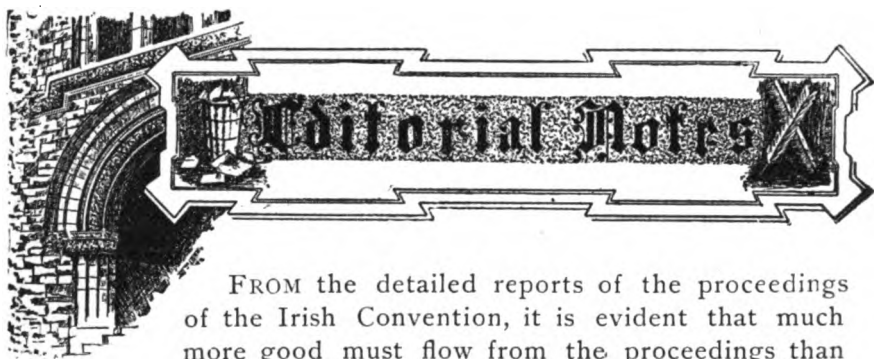 Editorial Notes
FROM the detailed reports of the proceedings
of the Irish Convention, it is evident that much
more good must flow from the proceedings than